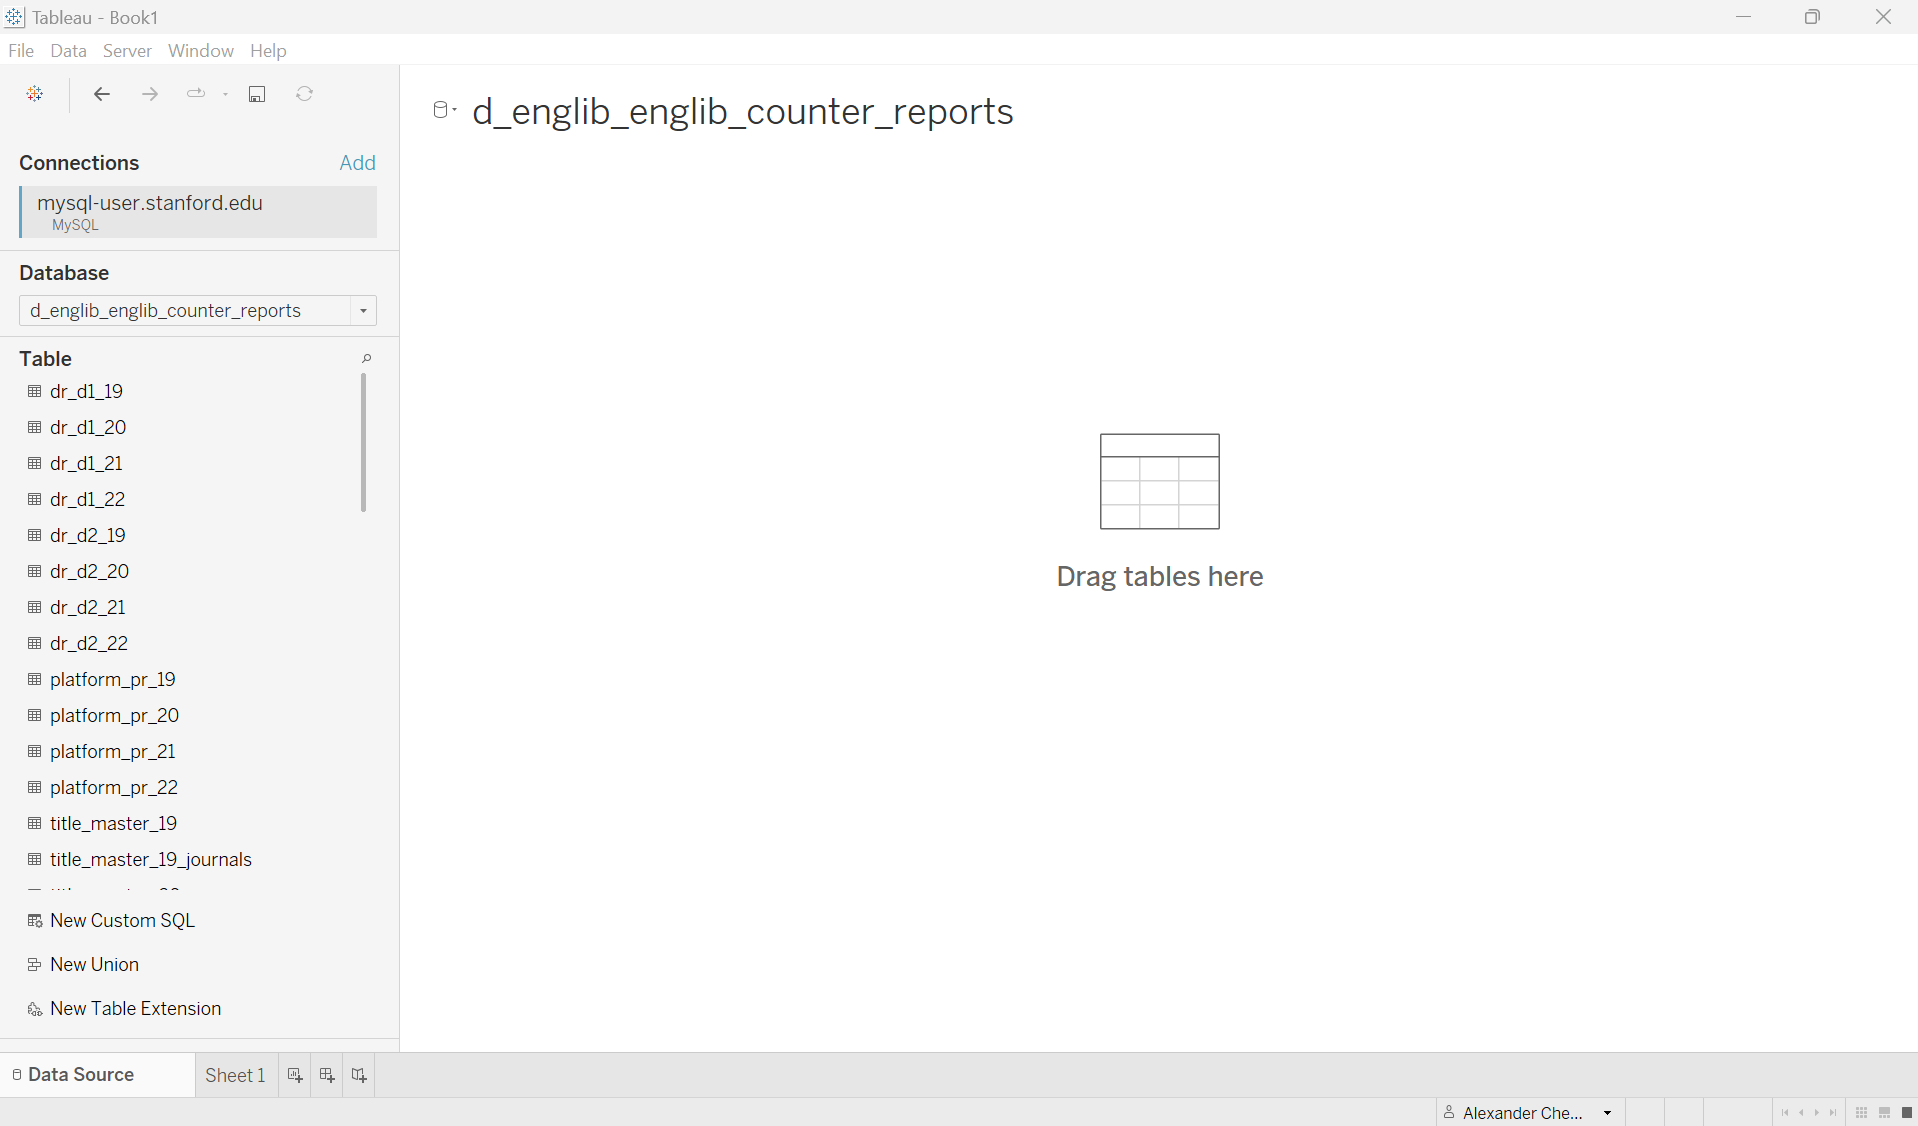 Tableau - Book1
File Data Server Window Help
d_englib_englib_counter_reports
Connections Add
mysql-user.stanford.edu
MySQL
Database
d_englib_englib_counter_reports
Table
dr_d1_19
dr_d1_20
dr_d1_21
dr_d1_22
dr_d2_19
dr_d2_20
dr_d2_21
dr_d2_22
platform_pr_19
platform_pr_20
platform_pr_21
platform_pr_22
title_master_19
title_master_19_journals
New Custom SQL
New Union
New Table Extension
Drag tables here
Data Source Sheet 1
Alexander Che...